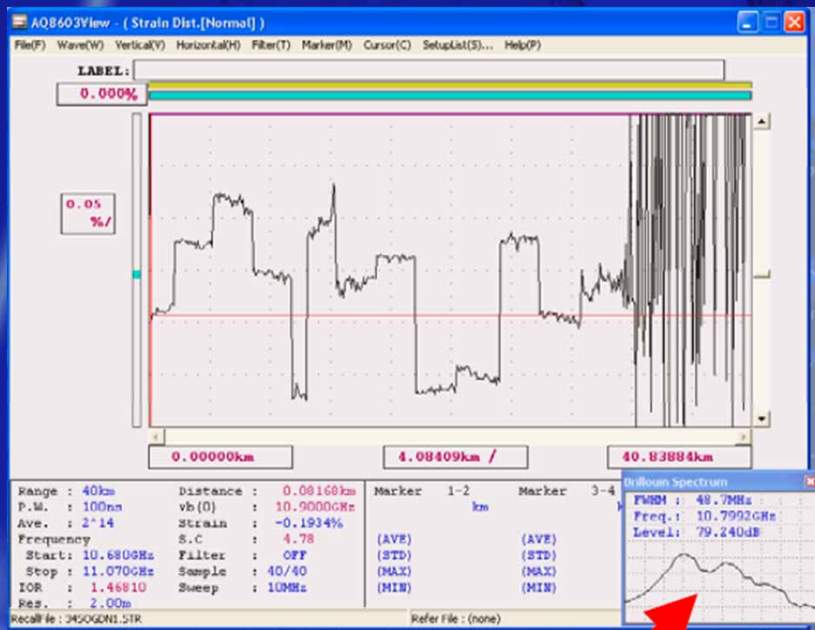 AQ8603View - ( Strain Dist.[Normal] )
File(F) Wave(W) Vertical(V) Horizontal(H) Filter(T) Marker(M) Cursor(C) SetupList(S)... Help(P)
LABEL:
0.000%
0.05
%/
0.00000km 4.08409km / 40.83884km
Range : 40km Distance : 0.08168km Marker 1-2 Marker 3-4
P.W. : 100ns vb(0) : 10.9000GHz km
Ave. : 2^14 Strain : -0.1934%
Frequency S.C : 4.78 (AVE) (AVE)
Start: 10.680GHz Filter : OFF (STD) (STD)
Stop : 11.070GHz Sample : 40/40 (MAX) (MAX)
IOR : 1.46810 Sweep : 10MHz (MIN) (MIN)
Res. : 2.00m
Brillouin Spectrum
FWHM : 48.7MHz
Freq.: 10.7992GHz
Level: 79.240dB
RecallFile : 3450GDN1.STR Refer File : (none)